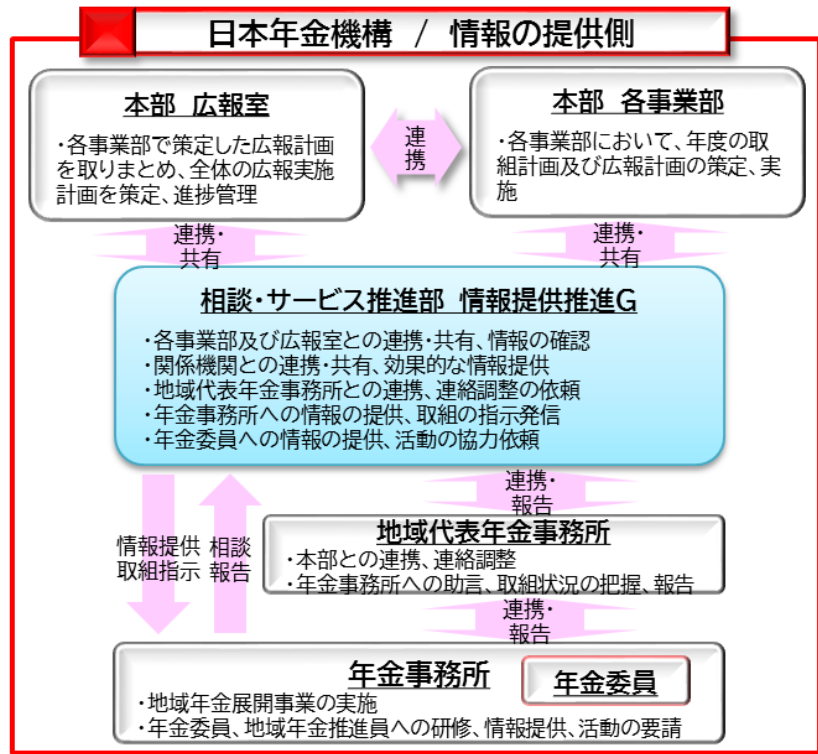 日本年金機構 / 情報の提供側
本部 広報室
・各事業部で策定した広報計画
を取りまとめ、全体の広報実施
計画を策定、進捗管理
連
携
本部 各事業部
・各事業部において、年度の取
組計画及び広報計画の策定、実
施
連携・
共有
連携・
共有
相談・サービス推進部 情報提供推進G
・各事業部及び広報室との連携・共有、情報の確認
・関係機関との連携・共有、効果的な情報提供
・地域代表年金事務所との連携、連絡調整の依頼
・年金事務所への情報の提供、取組の指示発信
・年金委員への情報の提供、活動の協力依頼
情報提供
取組指示
相談
報告
連携・
報告
地域代表年金事務所
・本部との連携、連絡調整
・年金事務所への助言、取組状況の把握、報告
連携・
報告
年金事務所
年金委員
・地域年金展開事業の実施
・年金委員、地域年金推進員への研修、情報提供、活動の要請